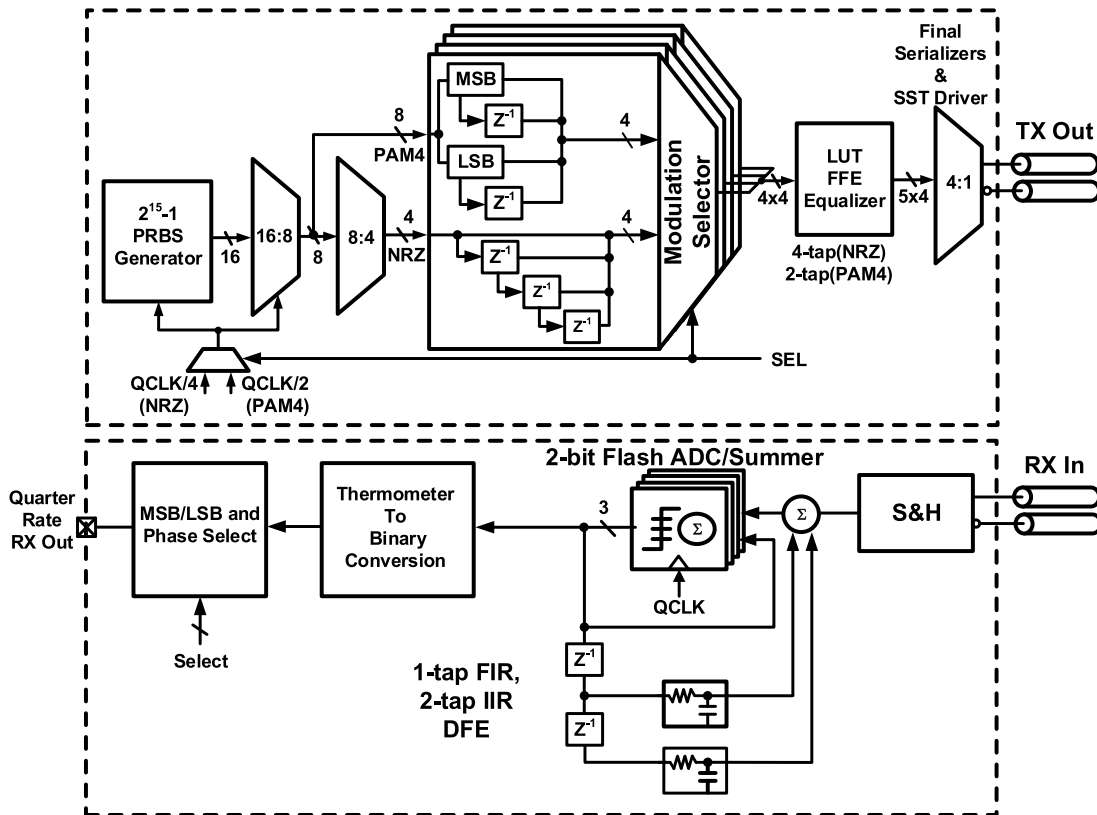 Final
Serializers
&
SST Driver
TX Out
2¹⁵-1
PRBS
Generator
16
16:8
8
8:4
8
PAM4
4
NRZ
MSB
Z⁻¹
LSB
Z⁻¹
4
Z⁻¹
Z⁻¹
Z⁻¹
4
Modulation
Selector
4x4
LUT
FFE
Equalizer
4-tap(NRZ)
2-tap(PAM4)
5x4
4:1
SEL
QCLK/4
(NRZ)
QCLK/2
(PAM4)
2-bit Flash ADC/Summer
RX In
Quarter
Rate
RX Out
MSB/LSB and
Phase Select
Select
Thermometer
To
Binary
Conversion
3
Σ
QCLK
Σ
S&H
1-tap FIR,
2-tap IIR
DFE
Z⁻¹
Z⁻¹